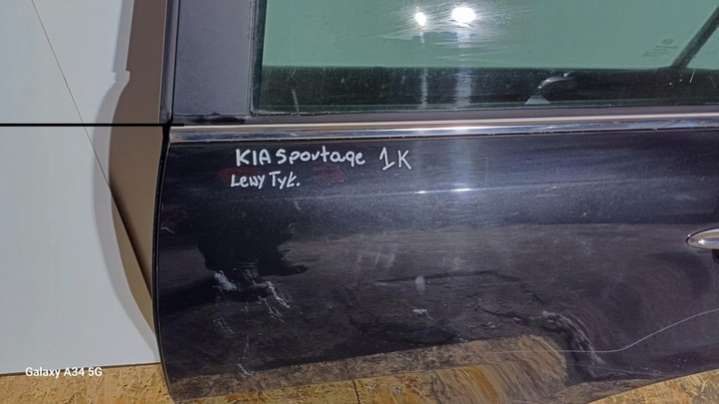 KIA Sportage 1K
Lewy Tył.
Galaxy A34 5G